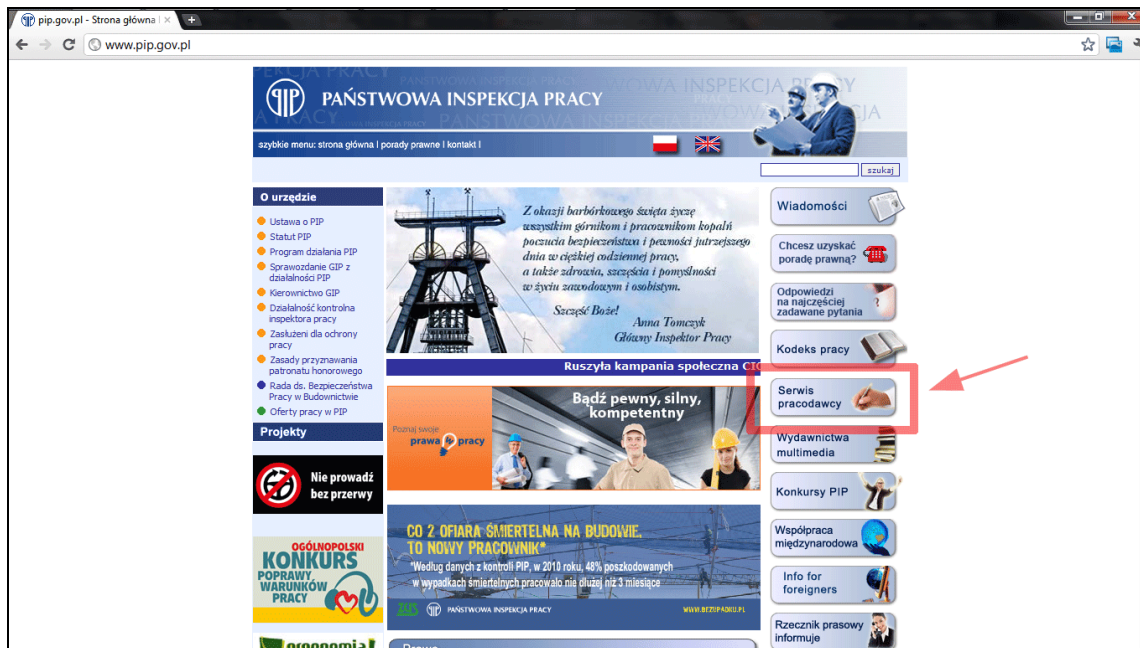 pip.gov.pl - Strona główna |
www.pip.gov.pl
PAŃSTWOWA INSPEKCJA PRACY
szybkie menu: strona główna | porady prawne | kontakt |
szukaj
O urzędzie
Ustawa o PIP
Statut PIP
Program działania PIP
Sprawozdanie GIP z
działalności PIP
Kierownictwo GIP
Działalność kontrolna
inspektora pracy
Zasłużeni dla ochrony
pracy
Zasady przyznawania
patronatu honorowego
Rada ds. Bezpieczeństwa
Pracy w Budownictwie
Oferty pracy w PIP
Projekty
Nie prowadź
bez przerwy
OGÓLNOPOLSKI
KONKURS
POPRAWY
WARUNKÓW
PRACY
ergonomia!
Z okazji barbórkowego święta życzę
wszystkim górnikom i pracownikom kopalń
poczucia bezpieczeństwa i pewności jutrzejszego
dnia w ciężkiej codziennej pracy,
a także zdrowia, szczęścia i pomyślności
w życiu zawodowym i osobistym.
Szczęść Boże!
Anna Tomczyk
Główny Inspektor Pracy
Ruszyła kampania społeczna
Bądź pewny, silny,
kompetentny
Poznaj swoje
prawa w pracy
CO 2 OFIARA ŚMIERTELNA NA BUDOWIE,
TO NOWY PRACOWNIK*
*Według danych z kontroli PIP, w 2010 roku, 48% poszkodowanych
w wypadkach śmiertelnych pracowało nie dłużej niż 3 miesiące
ZUS
PAŃSTWOWA INSPEKCJA PRACY
WWW.BEZUPADKU.PL
Prawo
Wiadomości
Chcesz uzyskać
poradę prawną?
Odpowiedzi
na najczęściej
zadawane pytania
Kodeks pracy
Serwis
pracodawcy
Wydawnictwa
multimedia
Konkursy PIP
Współpraca
międzynarodowa
Info for
foreigners
Rzecznik prasowy
informuje